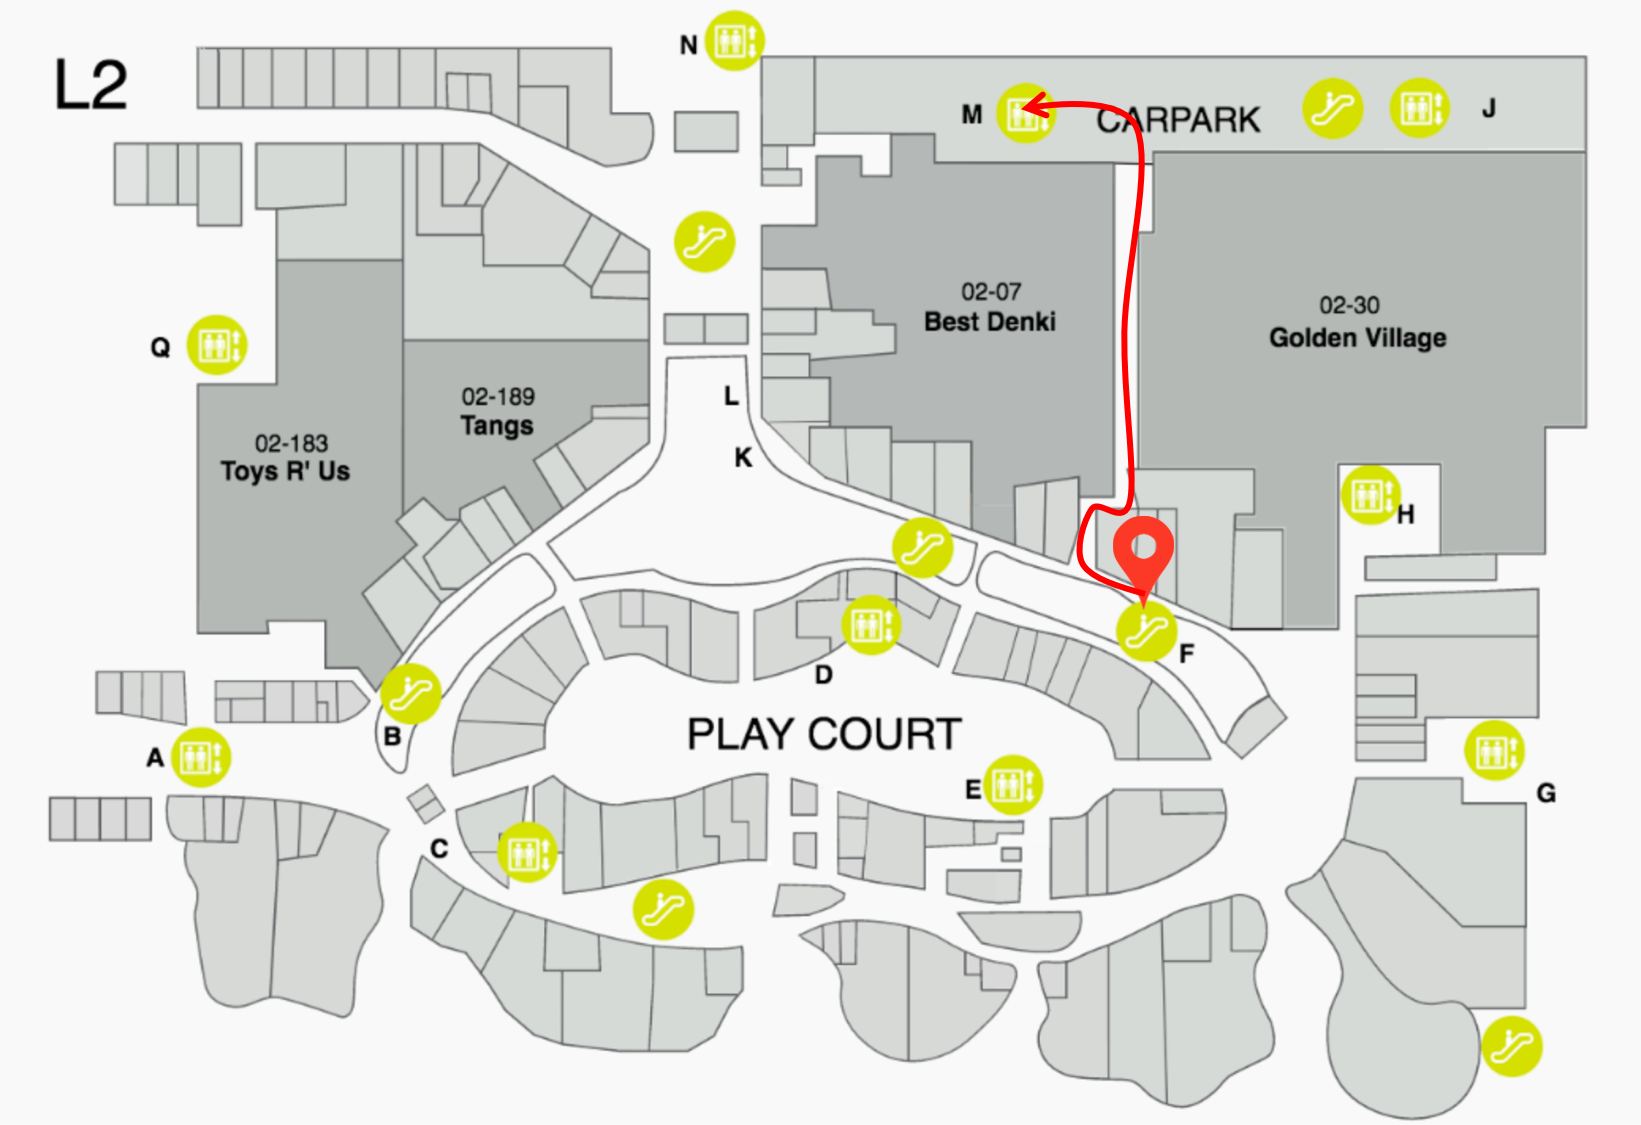 L2
N
M
CARPARK
J
02-07
Best Denki
02-30
Golden Village
Q
02-189
Tangs
L
02-183
Toys R' Us
K
H
F
D
B
PLAY COURT
A
E
G
C